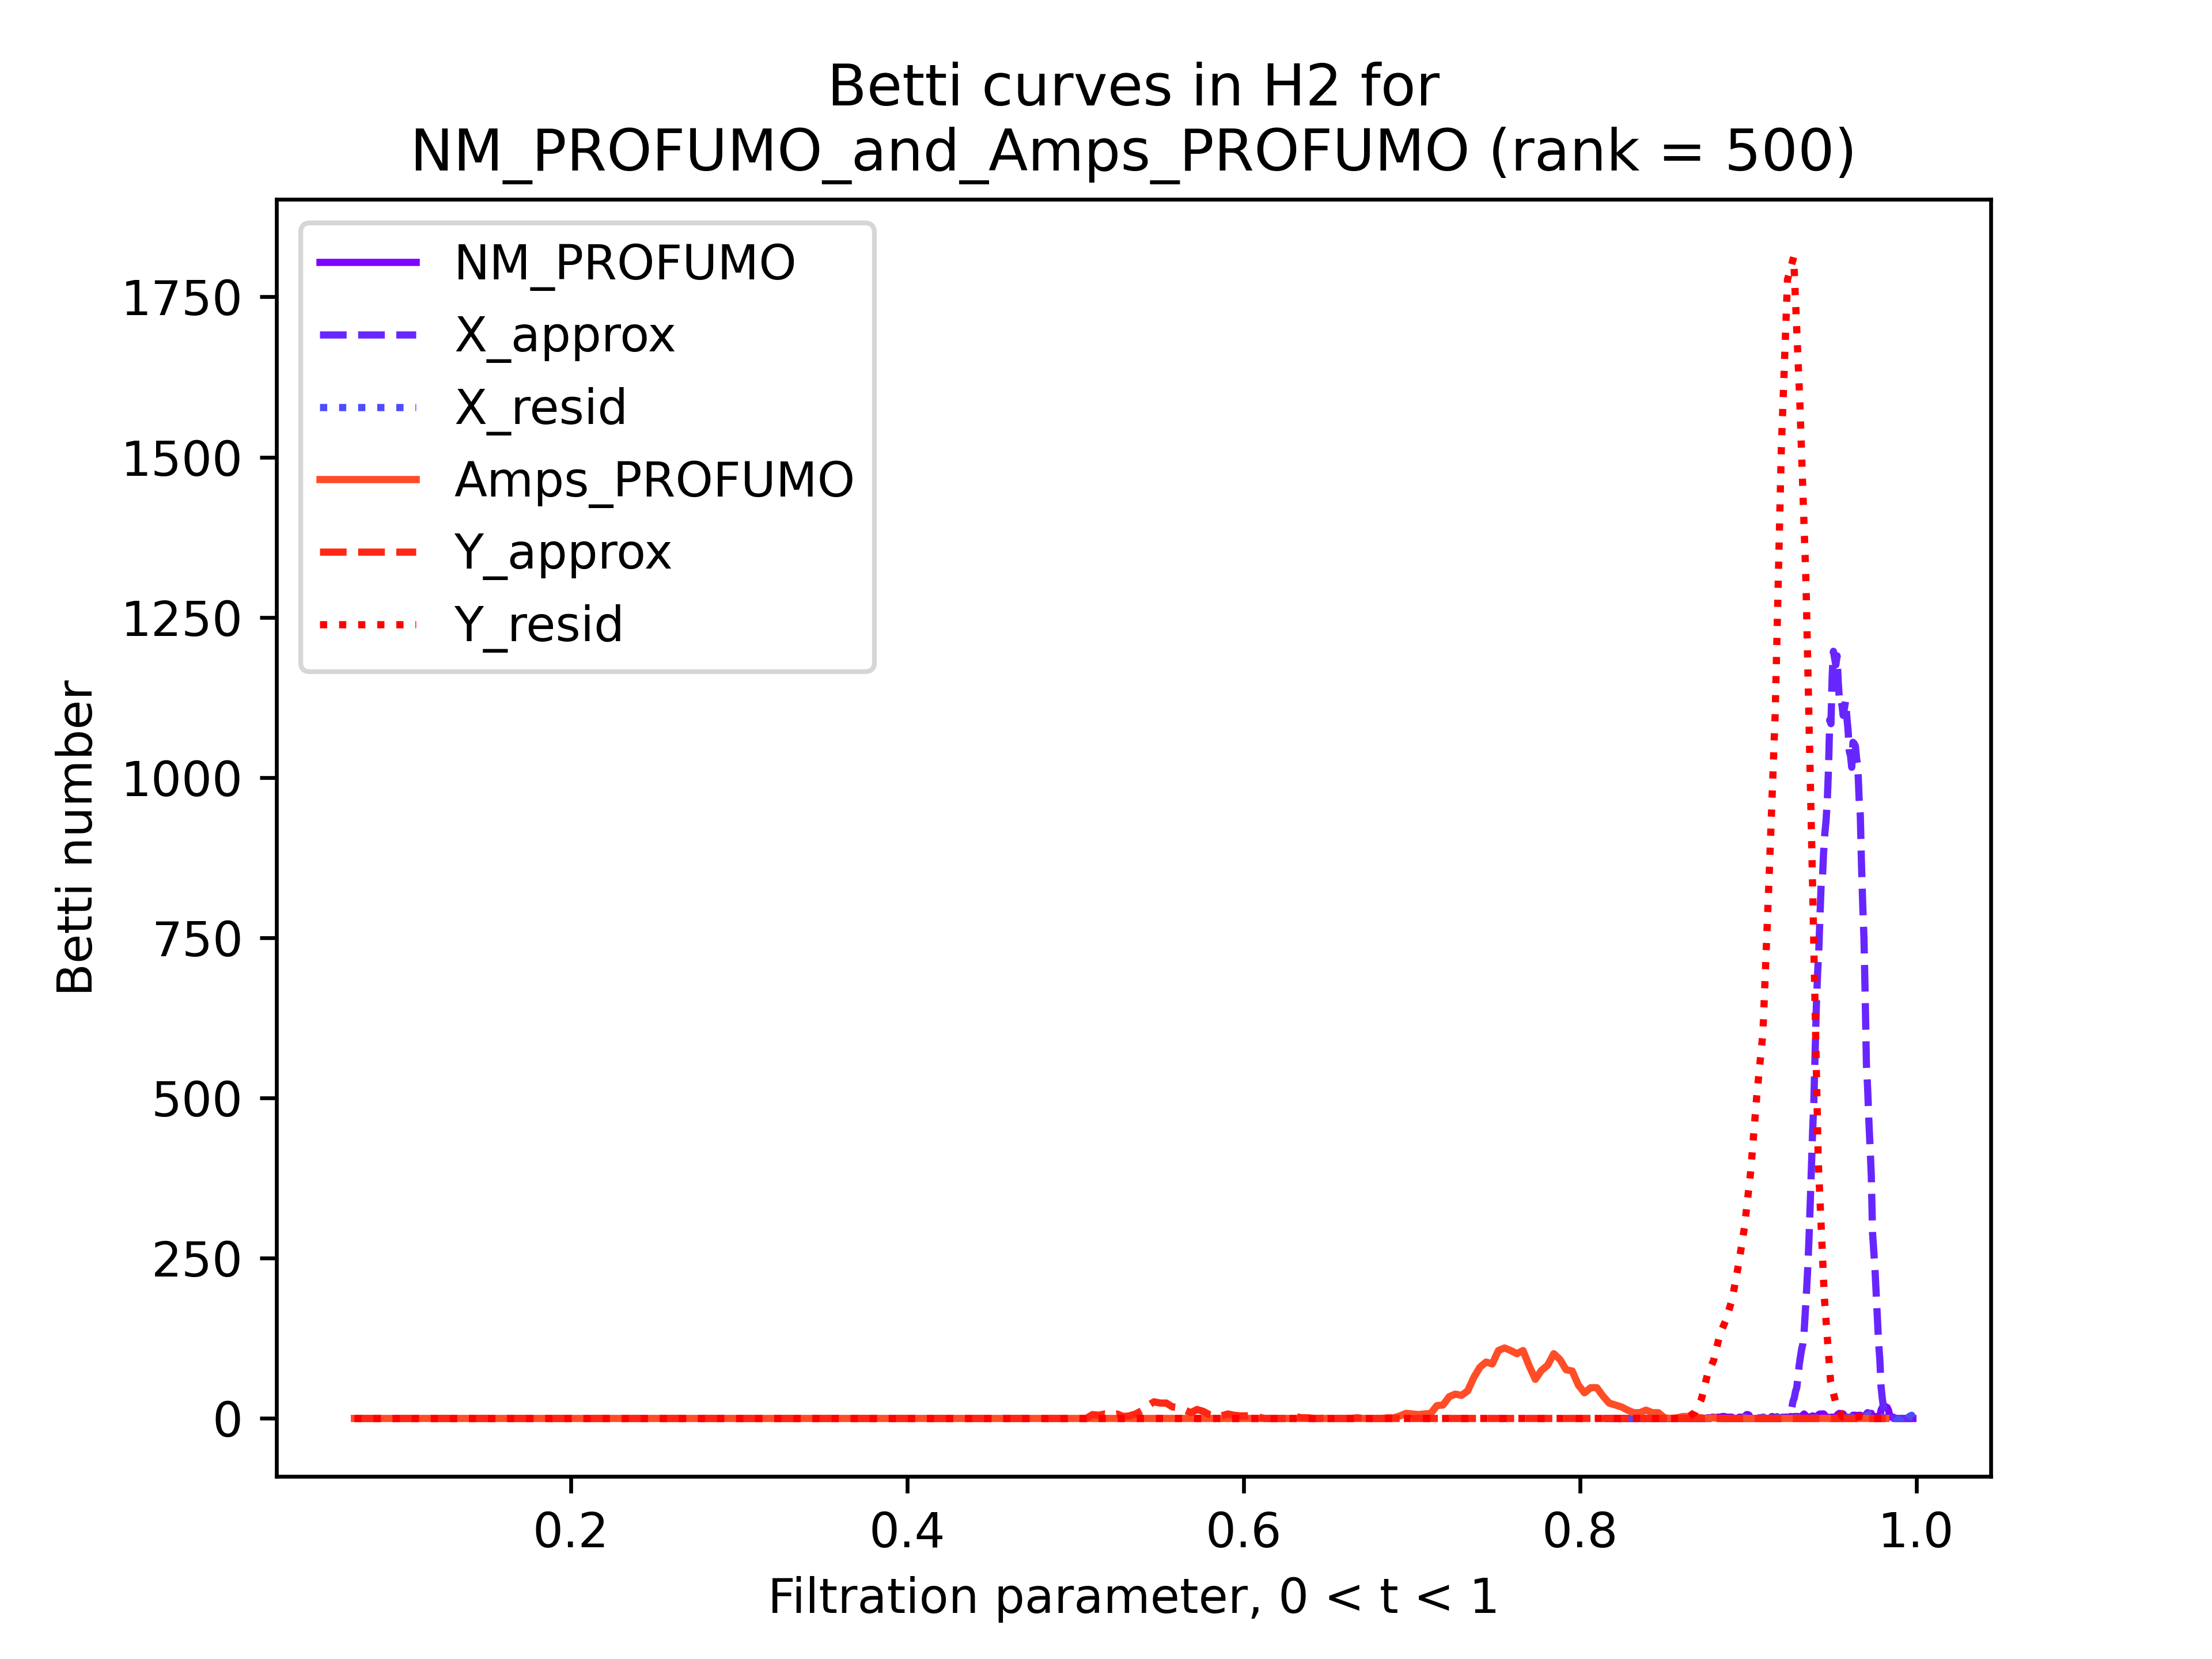 Betti curves in H2 for
NM_PROFUMO_and_Amps_PROFUMO (rank = 500)
NM_PROFUMO
X_approx
X_resid
Amps_PROFUMO
Y_approx
Y_resid
1750
1500
1250
1000
750
500
250
0
Betti number
0.2 0.4 0.6 0.8 1.0
Filtration parameter, 0 < t < 1